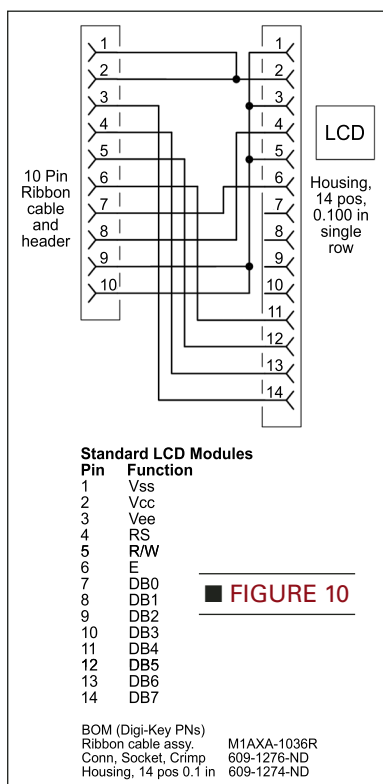 1
2
3
4
5
6
7
8
9
10
10 Pin
Ribbon
cable
and
header
1
2
3
4
5
6
7
8
9
10
11
12
13
14
LCD
Housing,
14 pos,
0.100 in
single
row
Standard LCD Modules
Pin Function
1 Vss
2 Vcc
3 Vee
4 RS
5 R/W
6 E
7 DB0
8 DB1
9 DB2
10 DB3
11 DB4
12 DB5
13 DB6
14 DB7
■ FIGURE 10
BOM (Digi-Key PNs)
Ribbon cable assy. M1AXA-1036R
Conn, Socket, Crimp 609-1276-ND
Housing, 14 pos 0.1 in 609-1274-ND